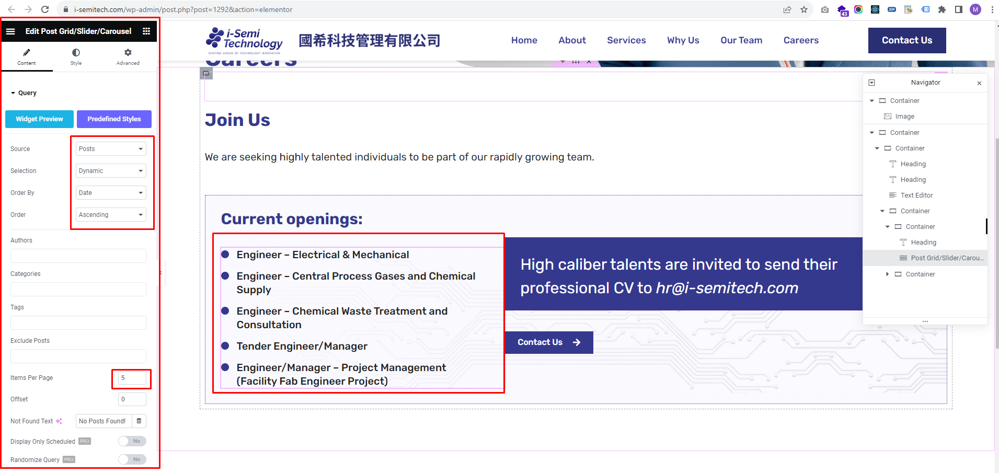 i-semitech.com/wp-admin/post.php?post=1292&action=elementor
43
ZIP
M
Edit Post Grid/Slider/Carousel
Content
Style
Advanced
Query
Widget Preview
Predefined Styles
Source
Posts
Selection
Dynamic
Order By
Date
Order
Ascending
Authors
Categories
Tags
Exclude Posts
Items Per Page
5
Offset
0
Not Found Text
No Posts Found!
Display Only Scheduled PRO
No
Randomize Query PRO
No
i-Semi
Technology
STAYING AHEAD OF TECHNOLOGY INNOVATION
國希科技管理有限公司
Home
About
Services
Why Us
Our Team
Careers
Contact Us
Careers
Join Us
We are seeking highly talented individuals to be part of our rapidly growing team.
Current openings:
Engineer – Electrical & Mechanical
Engineer – Central Process Gases and Chemical
Supply
Engineer – Chemical Waste Treatment and
Consultation
Tender Engineer/Manager
Engineer/Manager – Project Management
(Facility Fab Engineer Project)
High caliber talents are invited to send their
professional CV to hr@i-semitech.com
Contact Us
Navigator
Container
Image
Container
Container
Heading
Heading
Text Editor
Container
Container
Heading
Post Grid/Slider/Carou...
Container